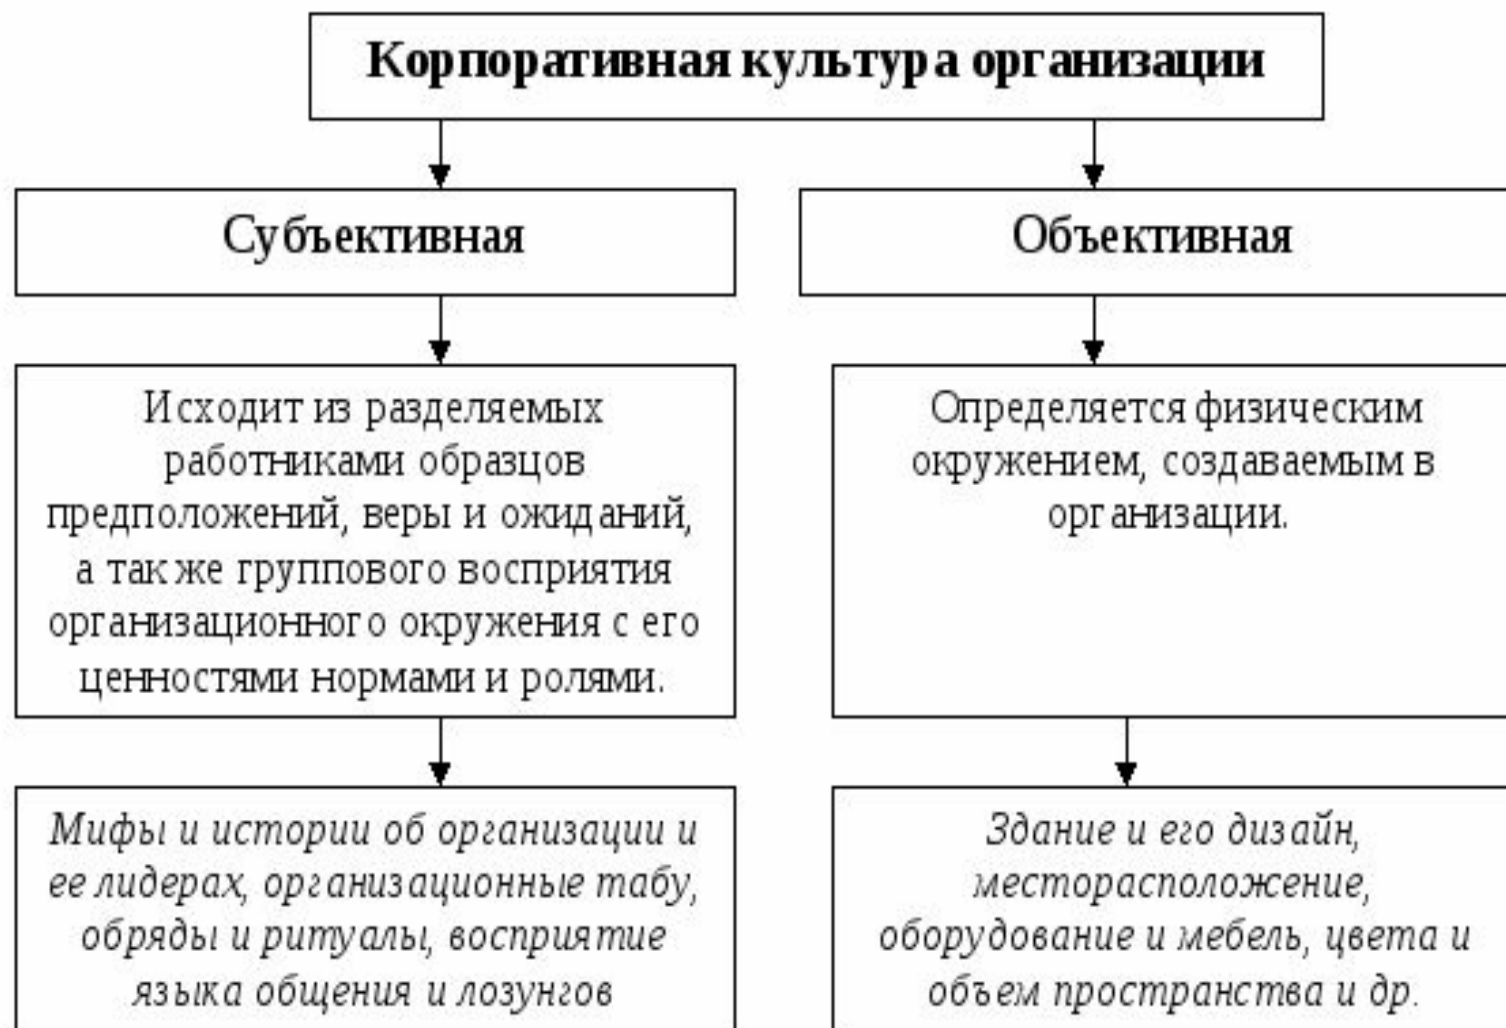 Корпоративная культура организации
Субъективная
Объективная
Исходит из разделяемых
работниками образцов
предположений, веры и ожиданий,
а так же группового восприятия
организационного окружения с его
ценностями нормами и ролями.
Определяется физическим
окружением, создаваемым в
организации.
Мифы и истории об организации и
ее лидерах, организационные табу,
обряды и ритуалы, восприятие
языка общения и лозунгов
Здание и его дизайн,
месторасположение,
оборудование и мебель, цвета и
объем пространства и др.